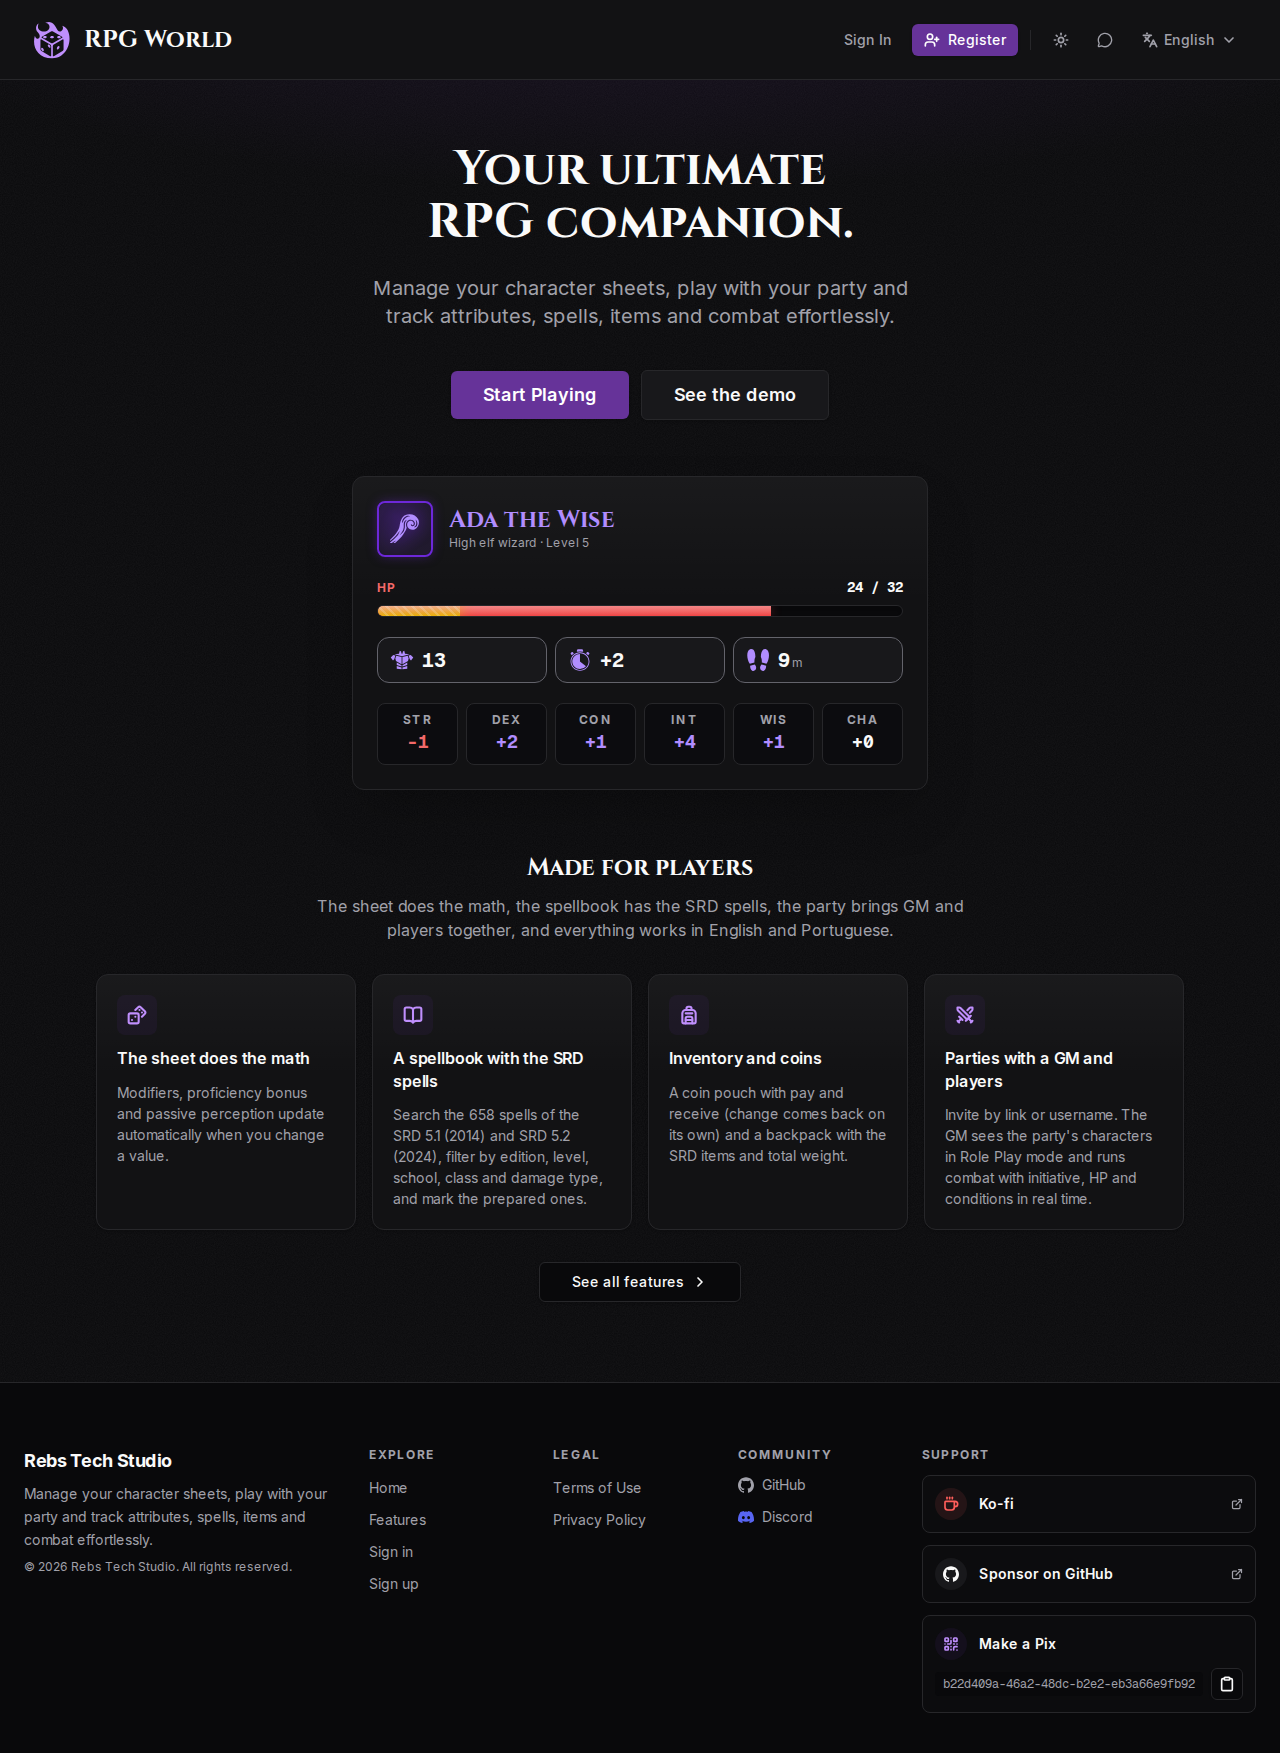 RPG World
Sign In
Register
English
Your ultimate
RPG companion.
Manage your character sheets, play with your party and
track attributes, spells, items and combat effortlessly.
Start Playing
See the demo
Ada the Wise
High elf wizard · Level 5
HP
24 / 32
13
+2
9 m
STR
DEX
CON
INT
WIS
CHA
-1
+2
+1
+4
+1
+0
Made for players
The sheet does the math, the spellbook has the SRD spells, the party brings GM and
players together, and everything works in English and Portuguese.
The sheet does the math
Modifiers, proficiency bonus
and passive perception update
automatically when you change
a value.
A spellbook with the SRD
spells
Search the 658 spells of the
SRD 5.1 (2014) and SRD 5.2
(2024), filter by edition, level,
school, class and damage type,
and mark the prepared ones.
Inventory and coins
A coin pouch with pay and
receive (change comes back on
its own) and a backpack with the
SRD items and total weight.
Parties with a GM and
players
Invite by link or username. The
GM sees the party's characters
in Role Play mode and runs
combat with initiative, HP and
conditions in real time.
See all features
Rebs Tech Studio
Manage your character sheets, play with your
party and track attributes, spells, items and
combat effortlessly.
© 2026 Rebs Tech Studio. All rights reserved.
EXPLORE
Home
Features
Sign in
Sign up
LEGAL
Terms of Use
Privacy Policy
COMMUNITY
GitHub
Discord
SUPPORT
Ko-fi
Sponsor on GitHub
Make a Pix
b22d409a-46a2-48dc-b2e2-eb3a66e9fb92